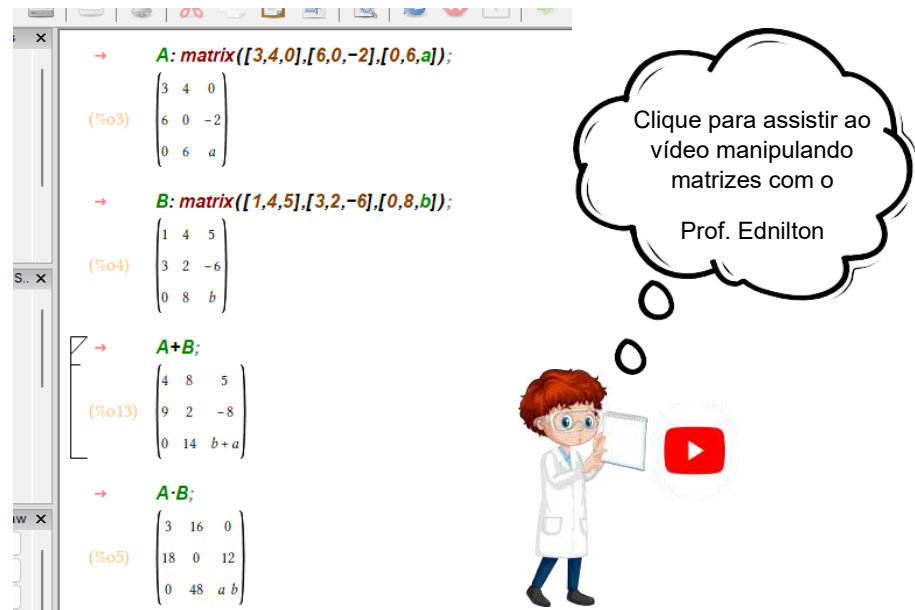 → A: matrix([3,4,0],[6,0,−2],[0,6,a]);
(%o3)
3 4 0
6 0 −2
0 6 a
→ B: matrix([1,4,5],[3,2,−6],[0,8,b]);
(%o4)
1 4 5
3 2 −6
0 8 b
→ A+B;
(%o13)
4 8 5
9 2 −8
0 14 b+a
→ A·B;
(%o5)
3 16 0
18 0 12
0 48 a b
S..
Clique para assistir ao
vídeo manipulando
matrizes com o
Prof. Ednilton